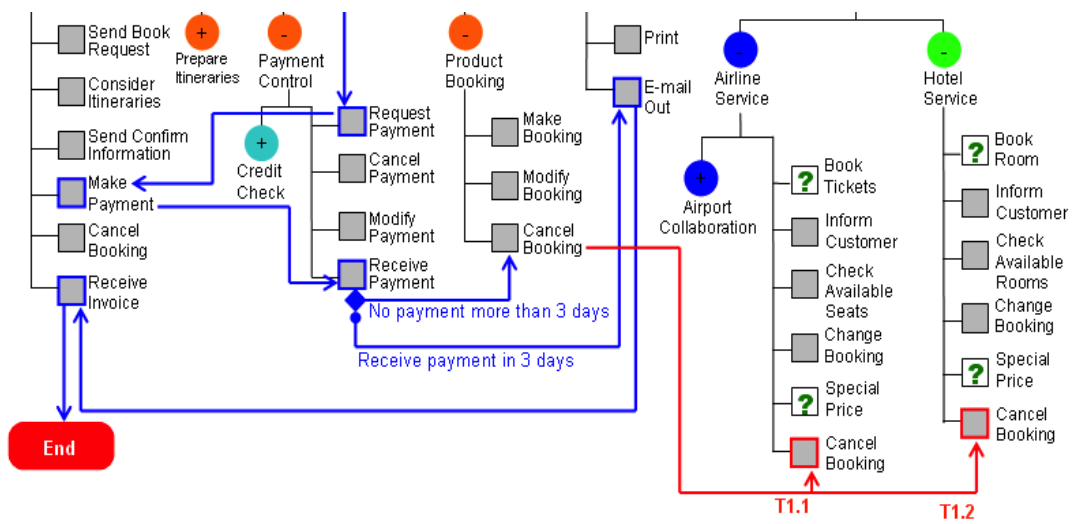 Send Book
Request
Consider
Itineraries
Send Confirm
Information
Make
Payment
Cancel
Booking
Receive
Invoice
End
+
Prepare
Itineraries
-
Payment
Control
+
Credit
Check
Request
Payment
Cancel
Payment
Modify
Payment
Receive
Payment
No payment more than 3 days
Receive payment in 3 days
-
Product
Booking
Make
Booking
Modify
Booking
Cancel
Booking
Print
E-mail
Out
-
Airline
Service
+
Airport
Collaboration
?
Book
Tickets
Inform
Customer
Check
Available
Seats
Change
Booking
?
Special
Price
Cancel
Booking
T1.1
-
Hotel
Service
?
Book
Room
Inform
Customer
Check
Available
Rooms
Change
Booking
?
Special
Price
Cancel
Booking
T1.2